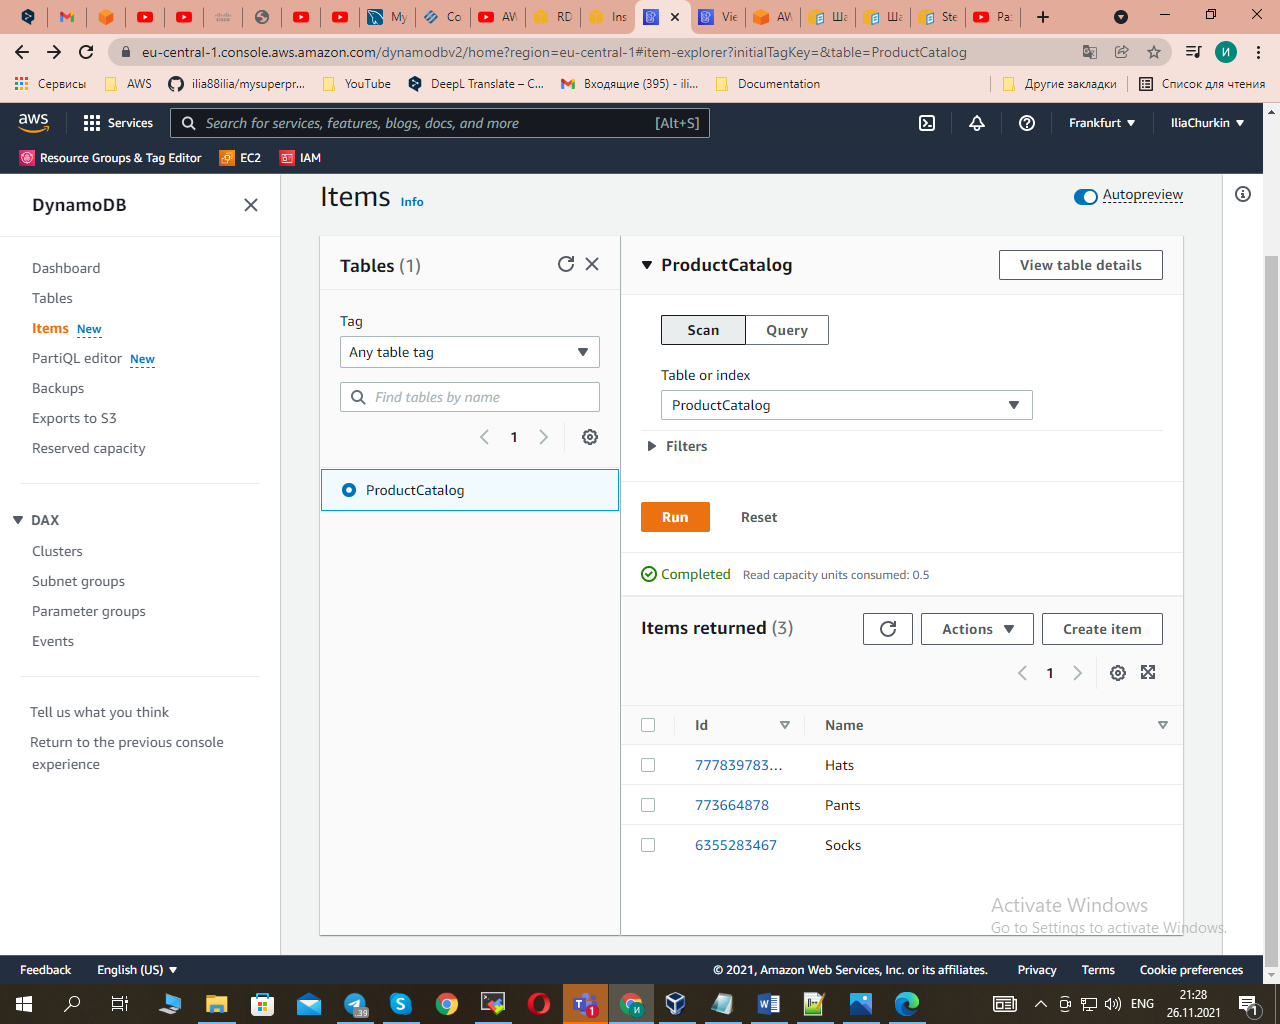 My
Co
AV
RD
Ins
Vie
AW
Ша
Ша
Ste
Pa:
eu-central-1.console.aws.amazon.com/dynamodbv2/home?region=eu-central-1#item-explorer?initialTagKey=&table=ProductCatalog
И
Сервисы
AWS
ilia88ilia/mysuperpr...
YouTube
DeepL Translate – C...
Входящие (395) - ili...
Documentation
Другие закладки
Список для чтения
aws
Services
Search for services, features, blogs, docs, and more
[Alt+S]
Frankfurt
IliaChurkin
Resource Groups & Tag Editor
EC2
IAM
DynamoDB
Dashboard
Tables
Items New
PartiQL editor New
Backups
Exports to S3
Reserved capacity
DAX
Clusters
Subnet groups
Parameter groups
Events
Tell us what you think
Return to the previous console
experience
Items Info
Autopreview
Tables (1)
Tag
Any table tag
Find tables by name
1
ProductCatalog
ProductCatalog
View table details
Scan
Query
Table or index
ProductCatalog
Filters
Run
Reset
Completed
Read capacity units consumed: 0.5
Items returned (3)
Actions
Create item
1
Id
Name
777839783...
Hats
773664878
Pants
6355283467
Socks
Activate Windows
Go to Settings to activate Windows.
Feedback
English (US)
© 2021, Amazon Web Services, Inc. or its affiliates.
Privacy
Terms
Cookie preferences
.39
1
И
ENG
21:28
26.11.2021
1